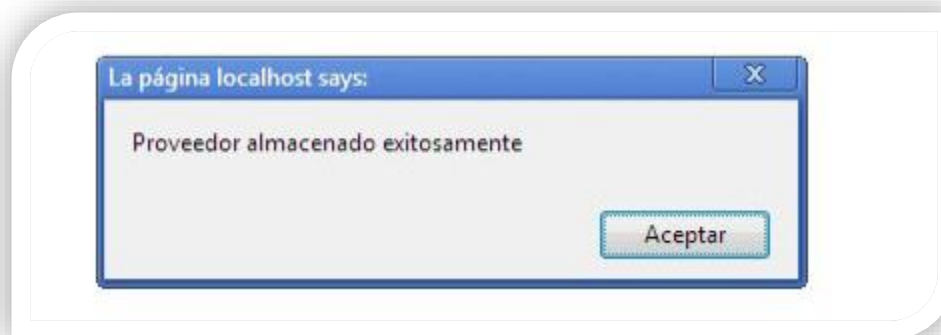 La página localhost says:
X
Proveedor almacenado exitosamente
Aceptar